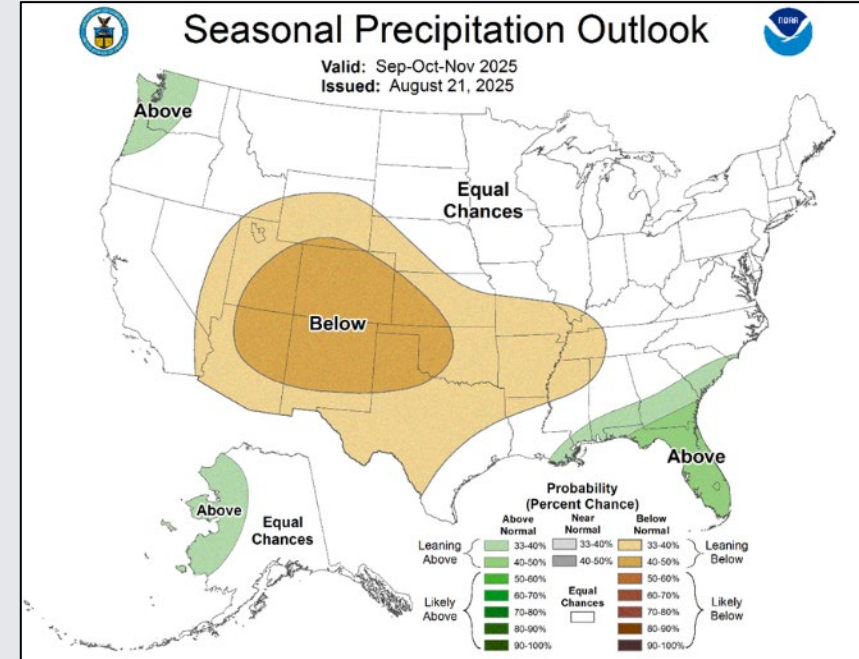 Seasonal Precipitation Outlook
NOAA
Valid: Sep-Oct-Nov 2025
Issued: August 21, 2025
Above
Equal
Chances
Below
Above
Above
Equal
Chances
Probability
(Percent Chance)
Above
Normal
Near
Normal
Below
Normal
Leaning
Above
33-40%
40-50%
33-40%
40-50%
33-40%
40-50%
Leaning
Below
Likely
Above
50-60%
60-70%
70-80%
80-90%
90-100%
Equal
Chances
50-60%
60-70%
70-80%
80-90%
90-100%
Likely
Below